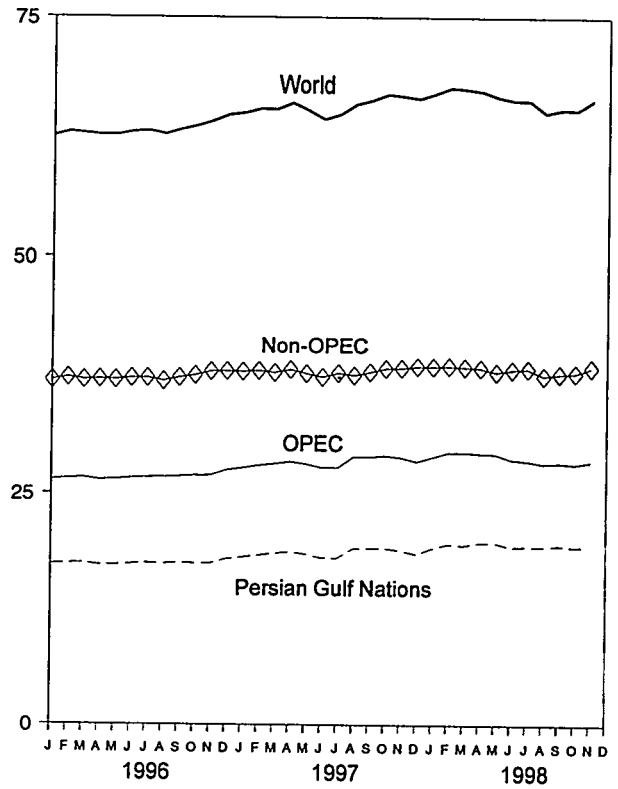 75
World
50
Non-OPEC
OPEC
25
Persian Gulf Nations
0
J F M A M J J A S O N D J F M A M J J A S O N D J F M A M J J A S O N D
1996 1997 1998